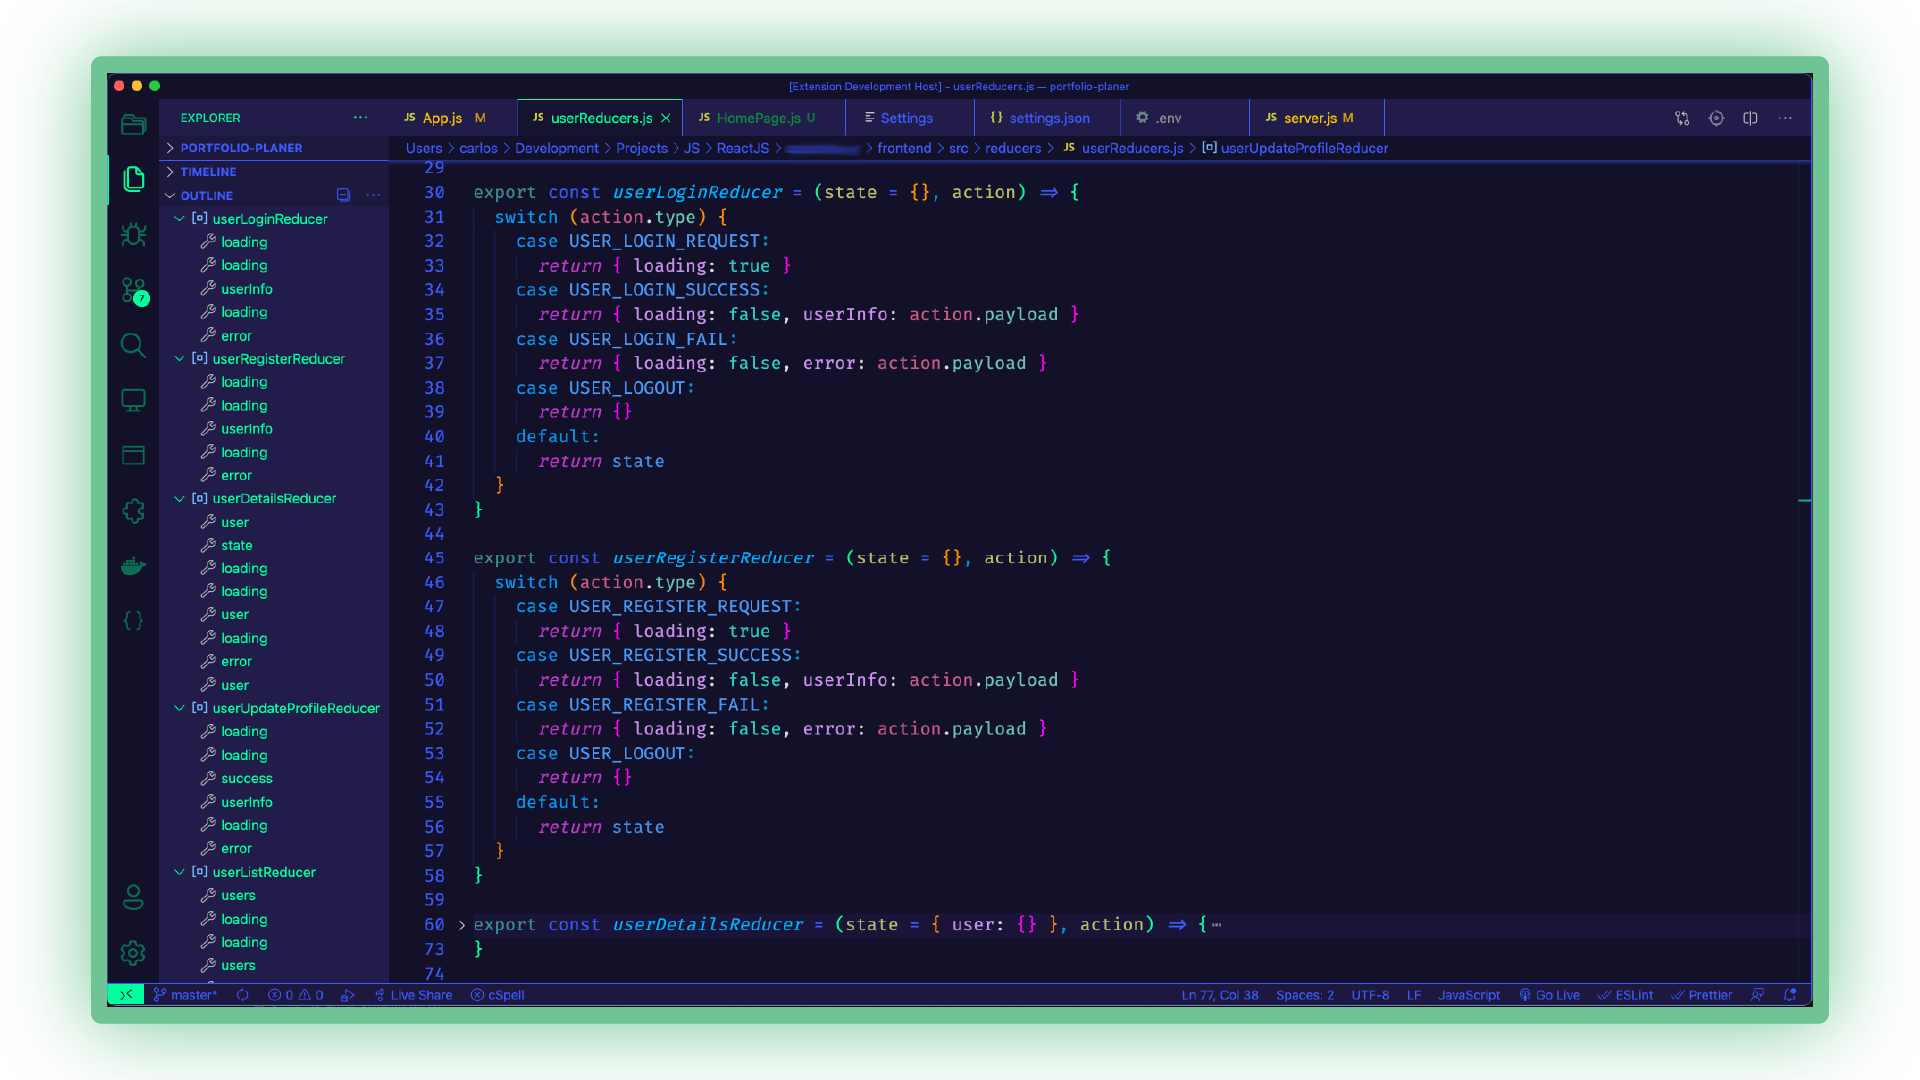 [Extension Development Host] - userReducers.js — portfolio-planer
EXPLORER ···
JS App.js M
JS userReducers.js ×
JS HomePage.js U
Settings
{} settings.json
.env
JS server.js M
> PORTFOLIO-PLANER
Users > carlos > Development > Projects > JS > ReactJS > > frontend > src > reducers > JS userReducers.js > userUpdateProfileReducer
TIMELINE
OUTLINE
userLoginReducer
loading
loading
userInfo
loading
error
userRegisterReducer
loading
loading
userInfo
loading
error
userDetailsReducer
user
state
loading
loading
user
loading
error
user
userUpdateProfileReducer
loading
loading
success
userInfo
loading
error
userListReducer
users
loading
loading
users
7
29
30 export const userLoginReducer = (state = {}, action) => {
31 switch (action.type) {
32 case USER_LOGIN_REQUEST:
33 return { loading: true }
34 case USER_LOGIN_SUCCESS:
35 return { loading: false, userInfo: action.payload }
36 case USER_LOGIN_FAIL:
37 return { loading: false, error: action.payload }
38 case USER_LOGOUT:
39 return {}
40 default:
41 return state
42 }
43 }
44
45 export const userRegisterReducer = (state = {}, action) => {
46 switch (action.type) {
47 case USER_REGISTER_REQUEST:
48 return { loading: true }
49 case USER_REGISTER_SUCCESS:
50 return { loading: false, userInfo: action.payload }
51 case USER_REGISTER_FAIL:
52 return { loading: false, error: action.payload }
53 case USER_LOGOUT:
54 return {}
55 default:
56 return state
57 }
58 }
59
60 > export const userDetailsReducer = (state = { user: {} }, action) => {···
73 }
74
master* 0 0 Live Share cSpell
Ln 77, Col 38 Spaces: 2 UTF-8 LF JavaScript Go Live ESLint Prettier